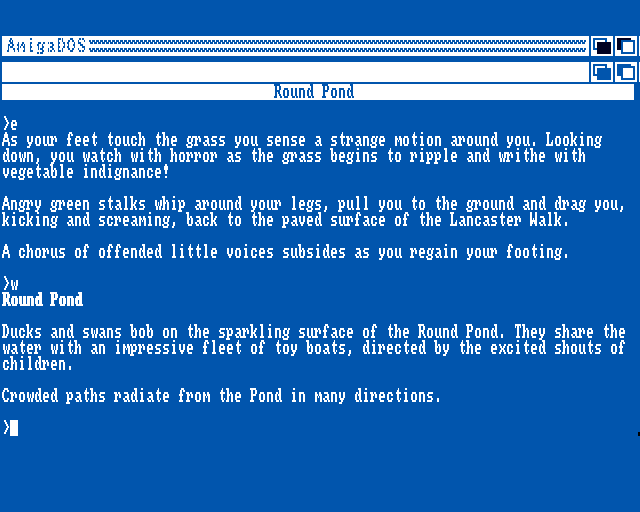 AmigaDOS
Round Pond
>e
As your feet touch the grass you sense a strange motion around you. Looking
down, you watch with horror as the grass begins to ripple and writhe with
vegetable indignance!
Angry green stalks whip around your legs, pull you to the ground and drag you,
kicking and screaming, back to the paved surface of the Lancaster Walk.
A chorus of offended little voices subsides as you regain your footing.
>w
Round Pond
Ducks and swans bob on the sparkling surface of the Round Pond. They share the
water with an impressive fleet of toy boats, directed by the excited shouts of
children.
Crowded paths radiate from the Pond in many directions.
>